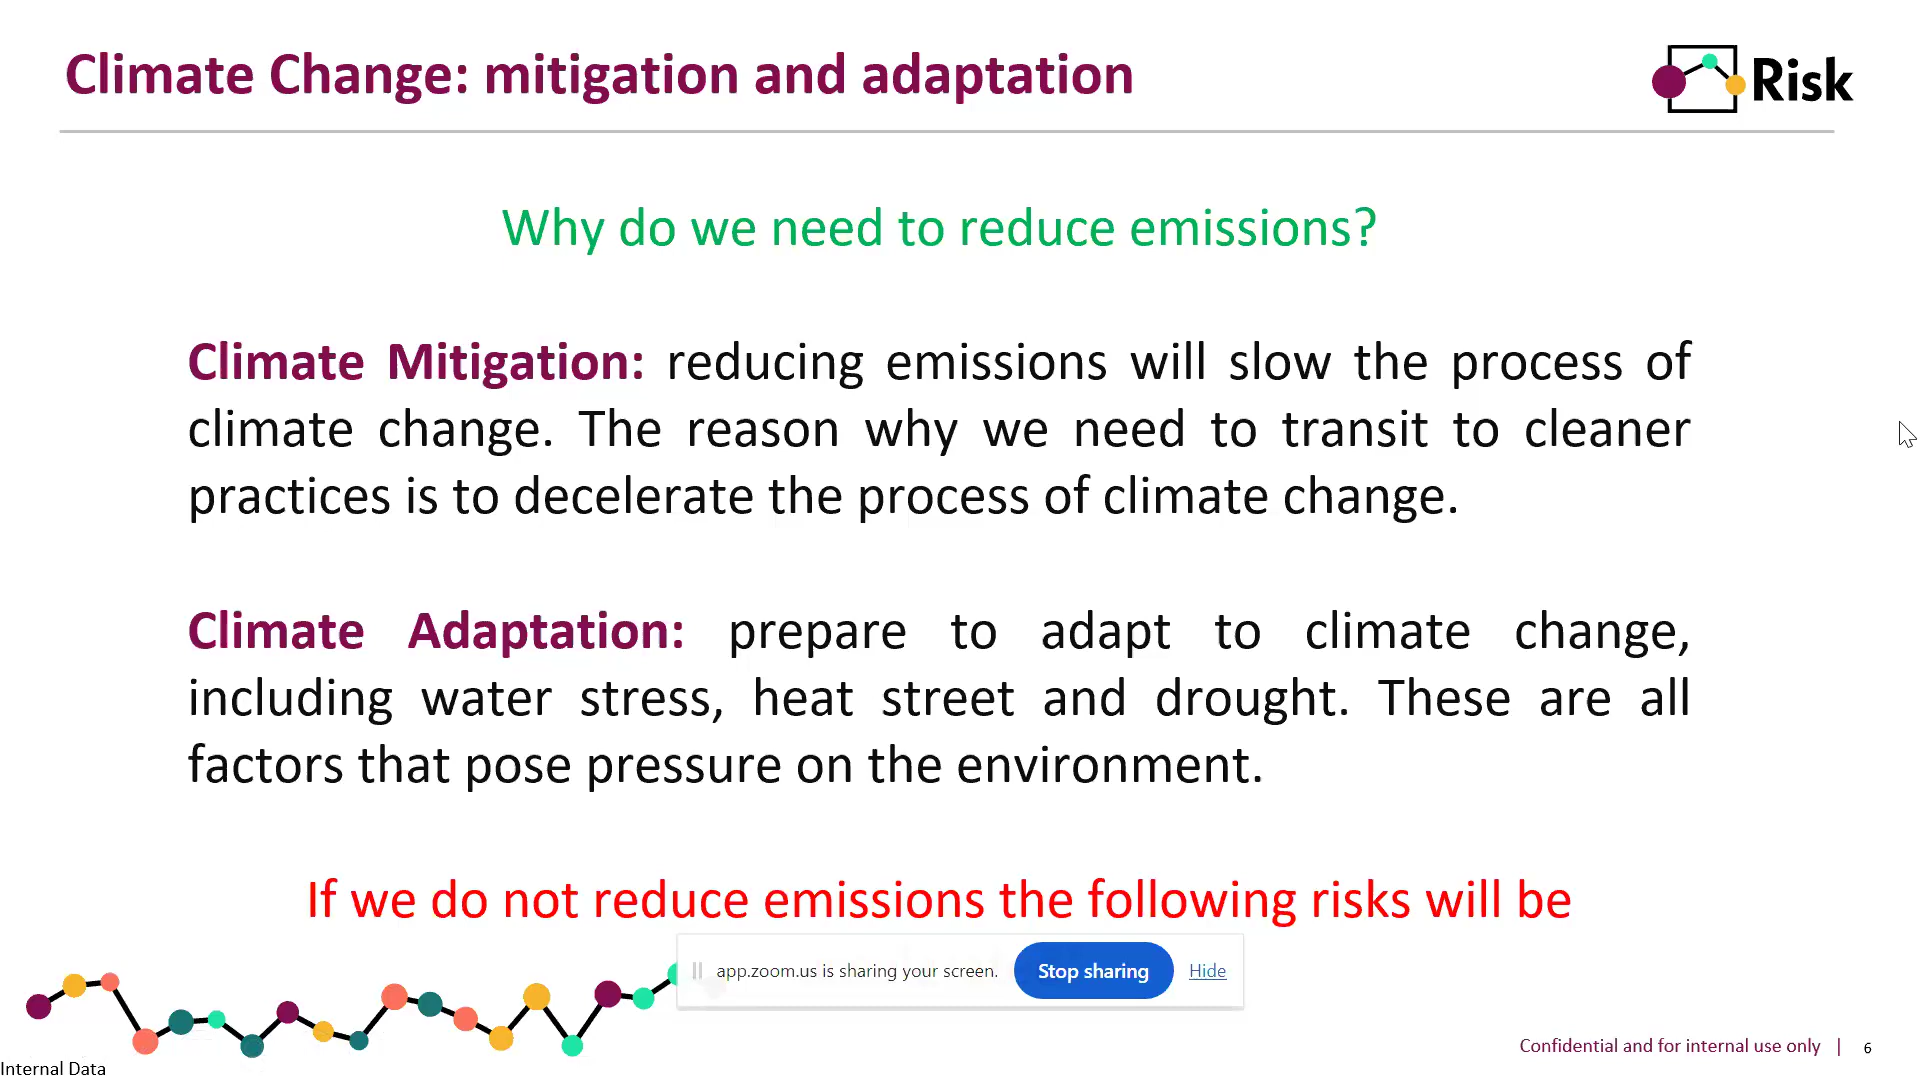 Climate Change: mitigation and adaptation
Risk
Why do we need to reduce emissions?
Climate Mitigation: reducing emissions will slow the process of
climate change. The reason why we need to transit to cleaner
practices is to decelerate the process of climate change.
Climate Adaptation: prepare to adapt to climate change,
including water stress, heat street and drought. These are all
factors that pose pressure on the environment.
If we do not reduce emissions the following risks will be
app.zoom.us is sharing your screen.
Stop sharing
Hide
Confidential and for internal use only | 6
Internal Data